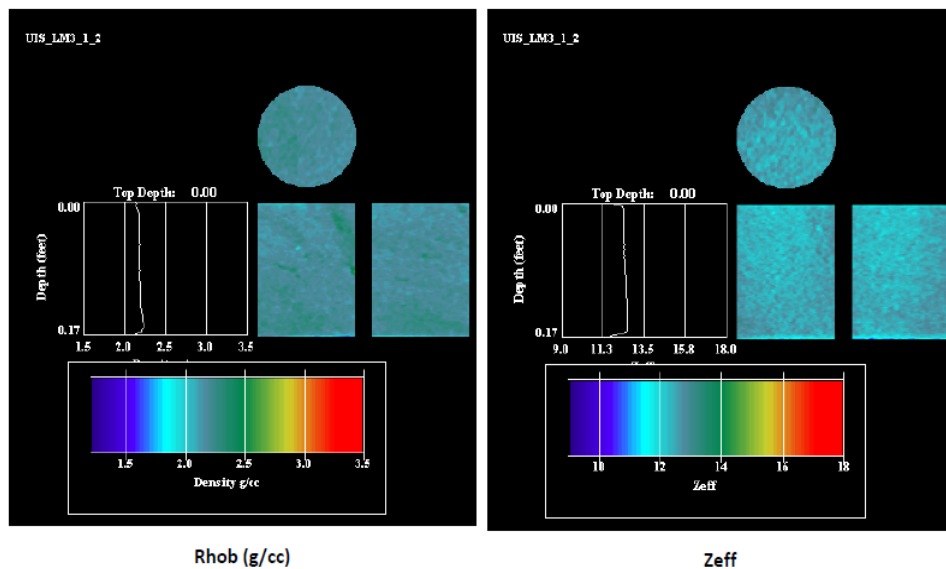 UIS_LM3_1_2
Top Depth: 0.00
0.00
Depth (feet)
0.17
1.5 2.0 2.5 3.0 3.5
1.5 2.0 2.5 3.0 3.5
Density g/cc
Rhob (g/cc)
UIS_LM3_1_2
Top Depth: 0.00
0.00
Depth (feet)
0.17
9.0 11.3 13.5 15.8 18.0
10 12 14 16 18
Zeff
Zeff